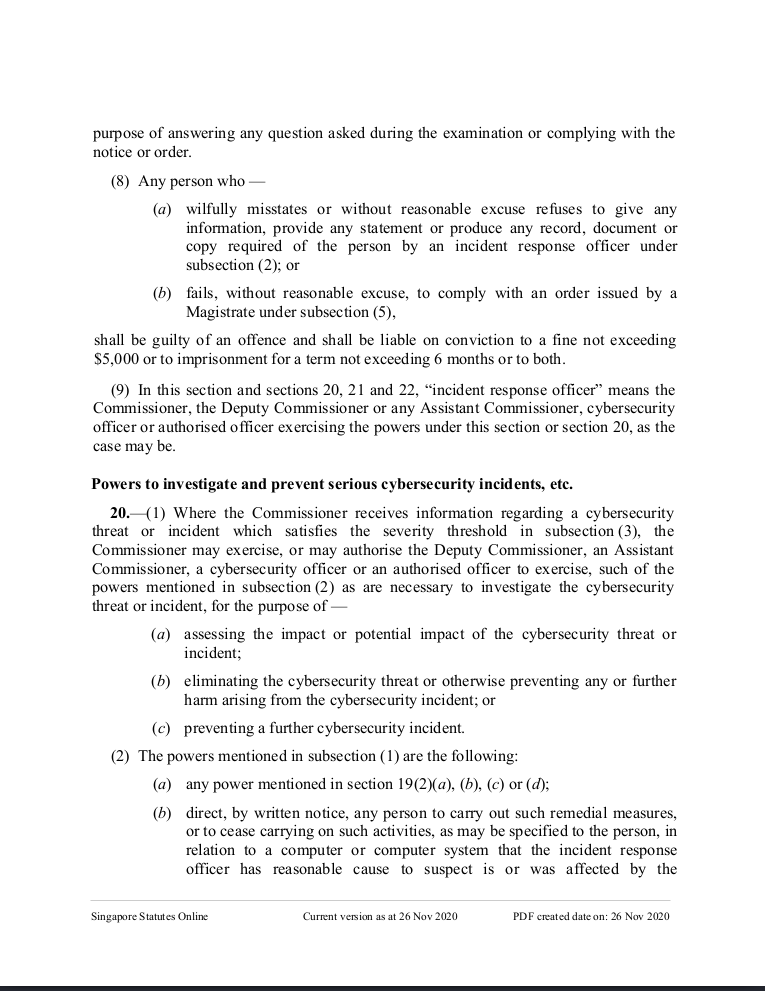 purpose of answering any question asked during the examination or complying with the
notice or order.
(8) Any person who —
(a) wilfully misstates or without reasonable excuse refuses to give any
information, provide any statement or produce any record, document or
copy required of the person by an incident response officer under
subsection (2); or
(b) fails, without reasonable excuse, to comply with an order issued by a
Magistrate under subsection (5),
shall be guilty of an offence and shall be liable on conviction to a fine not exceeding
$5,000 or to imprisonment for a term not exceeding 6 months or to both.
(9) In this section and sections 20, 21 and 22, “incident response officer” means the
Commissioner, the Deputy Commissioner or any Assistant Commissioner, cybersecurity
officer or authorised officer exercising the powers under this section or section 20, as the
case may be.
Powers to investigate and prevent serious cybersecurity incidents, etc.
20.—(1) Where the Commissioner receives information regarding a cybersecurity
threat or incident which satisfies the severity threshold in subsection (3), the
Commissioner may exercise, or may authorise the Deputy Commissioner, an Assistant
Commissioner, a cybersecurity officer or an authorised officer to exercise, such of the
powers mentioned in subsection (2) as are necessary to investigate the cybersecurity
threat or incident, for the purpose of —
(a) assessing the impact or potential impact of the cybersecurity threat or
incident;
(b) eliminating the cybersecurity threat or otherwise preventing any or further
harm arising from the cybersecurity incident; or
(c) preventing a further cybersecurity incident.
(2) The powers mentioned in subsection (1) are the following:
(a) any power mentioned in section 19(2)(a), (b), (c) or (d);
(b) direct, by written notice, any person to carry out such remedial measures,
or to cease carrying on such activities, as may be specified to the person, in
relation to a computer or computer system that the incident response
officer has reasonable cause to suspect is or was affected by the
Singapore Statutes Online Current version as at 26 Nov 2020 PDF created date on: 26 Nov 2020